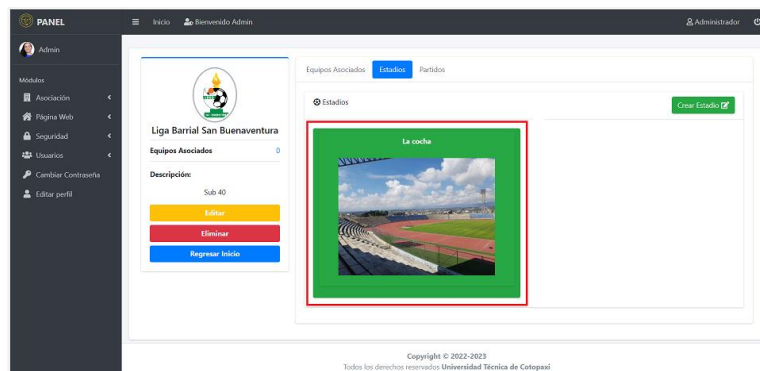 PANEL
Inicio
Bienvenido Admin
Administrador
Admin
Módulos
Asociación
Página Web
Seguridad
Usuarios
Cambiar Contraseña
Editar perfil
Liga Barrial San Buenaventura
Equipos Asociados 0
Descripción:
Sub 40
Editar
Eliminar
Regresar Inicio
Equipos Asociados Estadios Partidos
Estadios
Crear Estadio
La cocha
Copyright © 2022-2023
Todos los derechos reservados Universidad Técnica de Cotopaxi